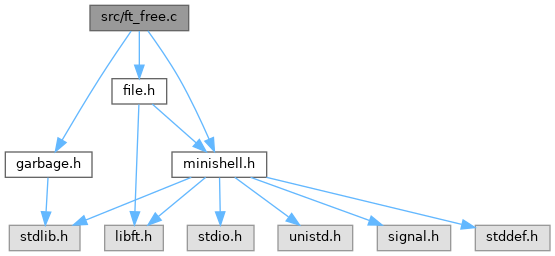 src/ft_free.c
file.h
garbage.h
minishell.h
stdlib.h
libft.h
stdio.h
unistd.h
signal.h
stddef.h